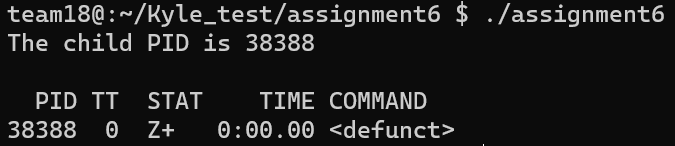 team18@:~/Kyle_test/assignment6 $ ./assignment6
The child PID is 38388
PID TT STAT TIME COMMAND
38388 0 Z+ 0:00.00 <defunct>